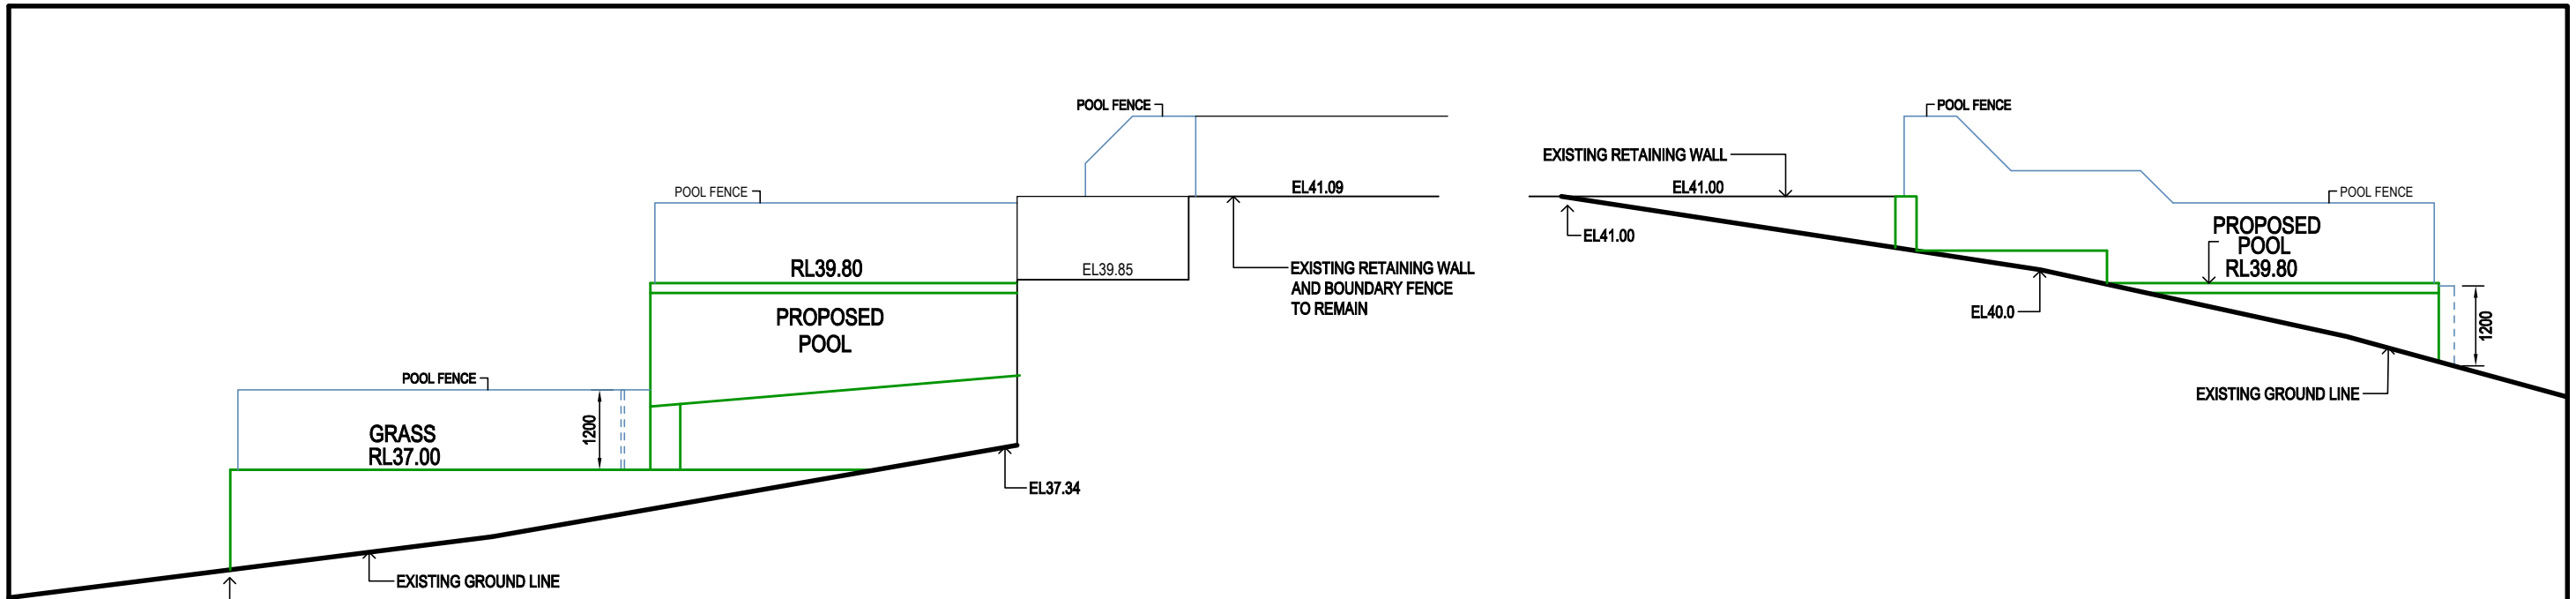 POOL FENCE
POOL FENCE
EL41.09
RL39.80
EL39.85
EXISTING RETAINING WALL
AND BOUNDARY FENCE
TO REMAIN
PROPOSED
POOL
POOL FENCE
1200
GRASS
RL37.00
EL37.34
EXISTING GROUND LINE
POOL FENCE
EXISTING RETAINING WALL
EL41.00
EL41.00
POOL FENCE
PROPOSED
POOL
RL39.80
EL40.0
1200
EXISTING GROUND LINE